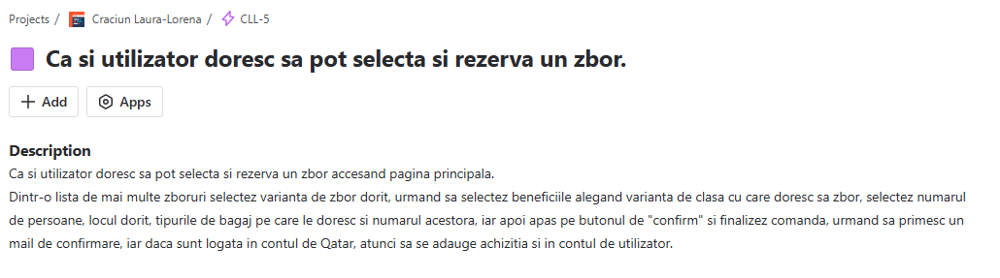 Projects / Craciun Laura-Lorena / CLL-5
Ca si utilizator doresc sa pot selecta si rezerva un zbor.
Add Apps
Description
Ca si utilizator doresc sa pot selecta si rezerva un zbor accesand pagina principala.
Dintr-o lista de mai multe zboruri selectez varianta de zbor dorit, urmand sa selectez beneficiile alegand varianta de clasa cu care doresc sa zbor, selectez numarul
de persoane, locul dorit, tipurile de bagaj pe care le doresc si numarul acestora, iar apoi apas pe butonul de "confirm" si finalizez comanda, urmand sa primesc un
mail de confirmare, iar daca sunt logata in contul de Qatar, atunci sa se adauge achizitia si in contul de utilizator.